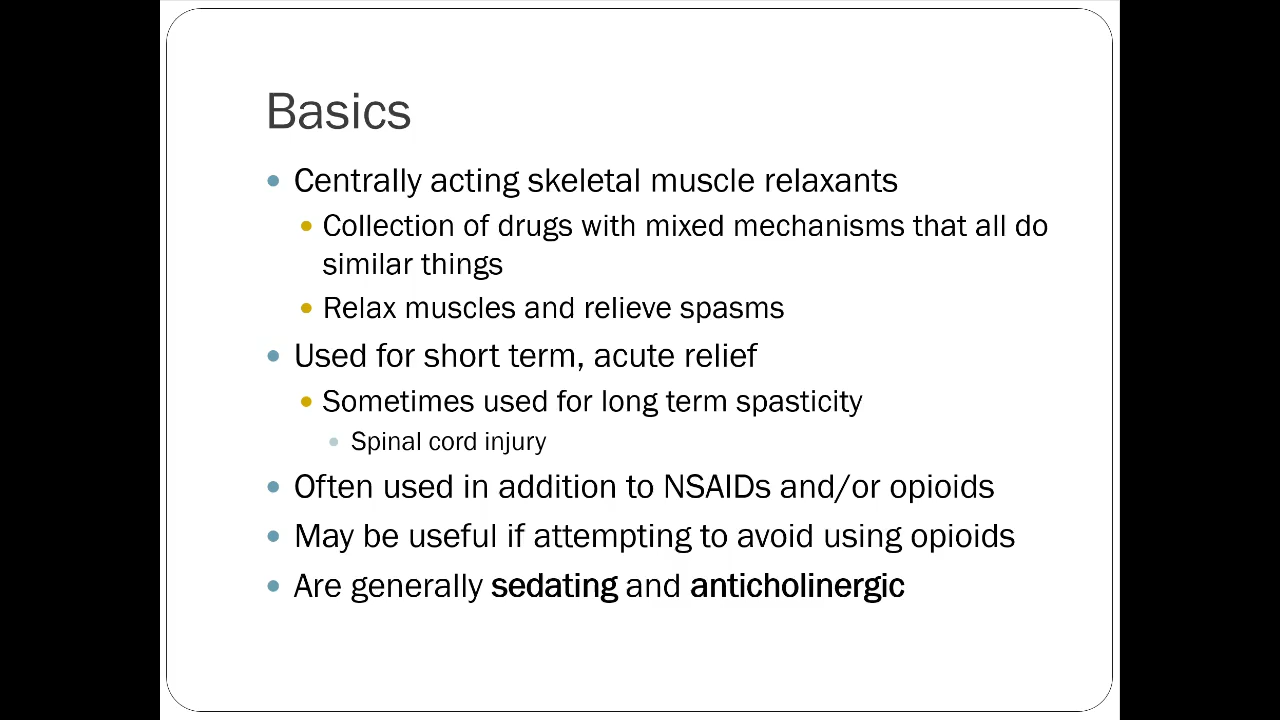 Basics
Centrally acting skeletal muscle relaxants
Collection of drugs with mixed mechanisms that all do
similar things
Relax muscles and relieve spasms
Used for short term, acute relief
Sometimes used for long term spasticity
Spinal cord injury
Often used in addition to NSAIDs and/or opioids
May be useful if attempting to avoid using opioids
Are generally sedating and anticholinergic